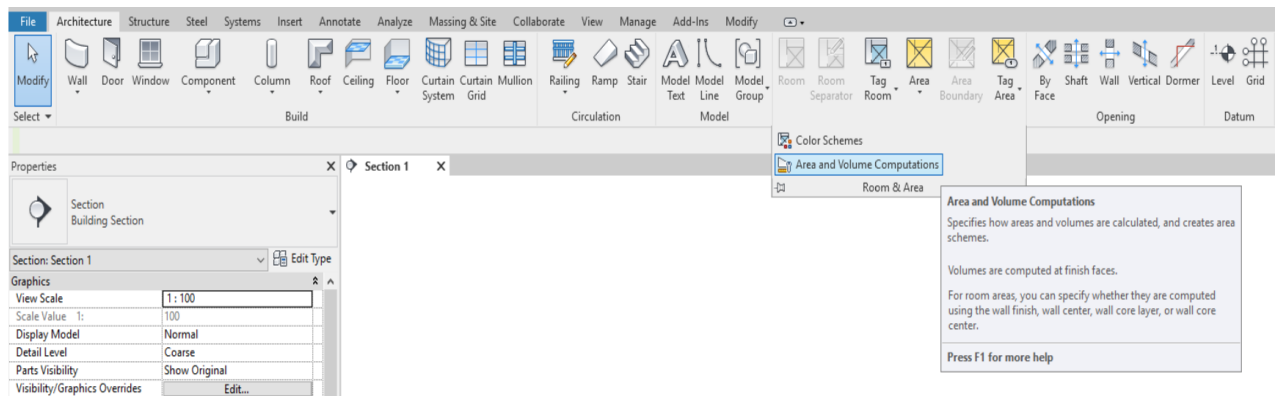 File Architecture Structure Steel Systems Insert Annotate Analyze Massing & Site Collaborate View Manage Add-Ins Modify
Modify Wall Door Window Component Column Roof Ceiling Floor Curtain Curtain Mullion Railing Ramp Stair Model Model Model Room Room Tag Area Area Tag By Shaft Wall Vertical Dormer Level Grid
System Grid Text Line Group Separator Room Boundary Area Face
Select Build Circulation Model Opening Datum
Color Schemes
Area and Volume Computations
Room & Area
Properties X Section 1 X
Area and Volume Computations
Specifies how areas and volumes are calculated, and creates area
schemes.
Volumes are computed at finish faces.
For room areas, you can specify whether they are computed
using the wall finish, wall center, wall core layer, or wall core
center.
Press F1 for more help
Section
Building Section
Section: Section 1 Edit Type
Graphics
View Scale 1 : 100
Scale Value 1: 100
Display Model Normal
Detail Level Coarse
Parts Visibility Show Original
Visibility/Graphics Overrides Edit...